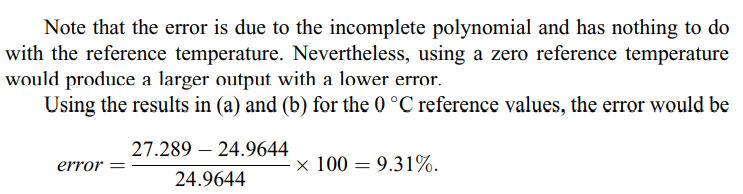 Note that the error is due to the incomplete polynomial and has nothing to do
with the reference temperature. Nevertheless, using a zero reference temperature
would produce a larger output with a lower error.
Using the results in (a) and (b) for the 0 °C reference values, the error would be
error = \frac{27.289 − 24.9644}{24.9644} × 100 = 9.31%.